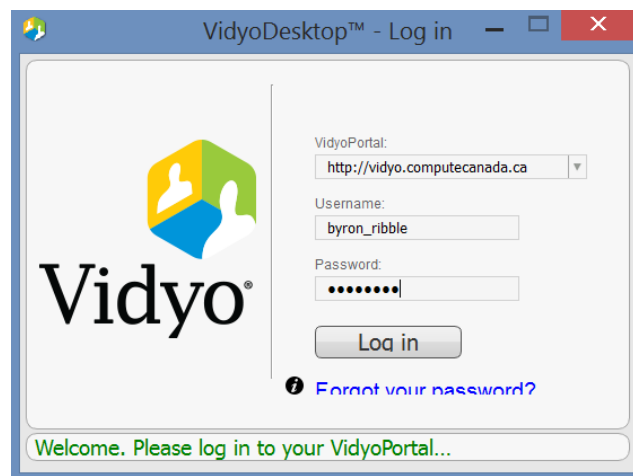 VidyoDesktop™ - Log in
VidyoPortal:
http://vidyo.computecanada.ca
Username:
byron_ribble
Password:
••••••••
Vidyo®
Log in
Forgot your password?
Welcome. Please log in to your VidyoPortal...